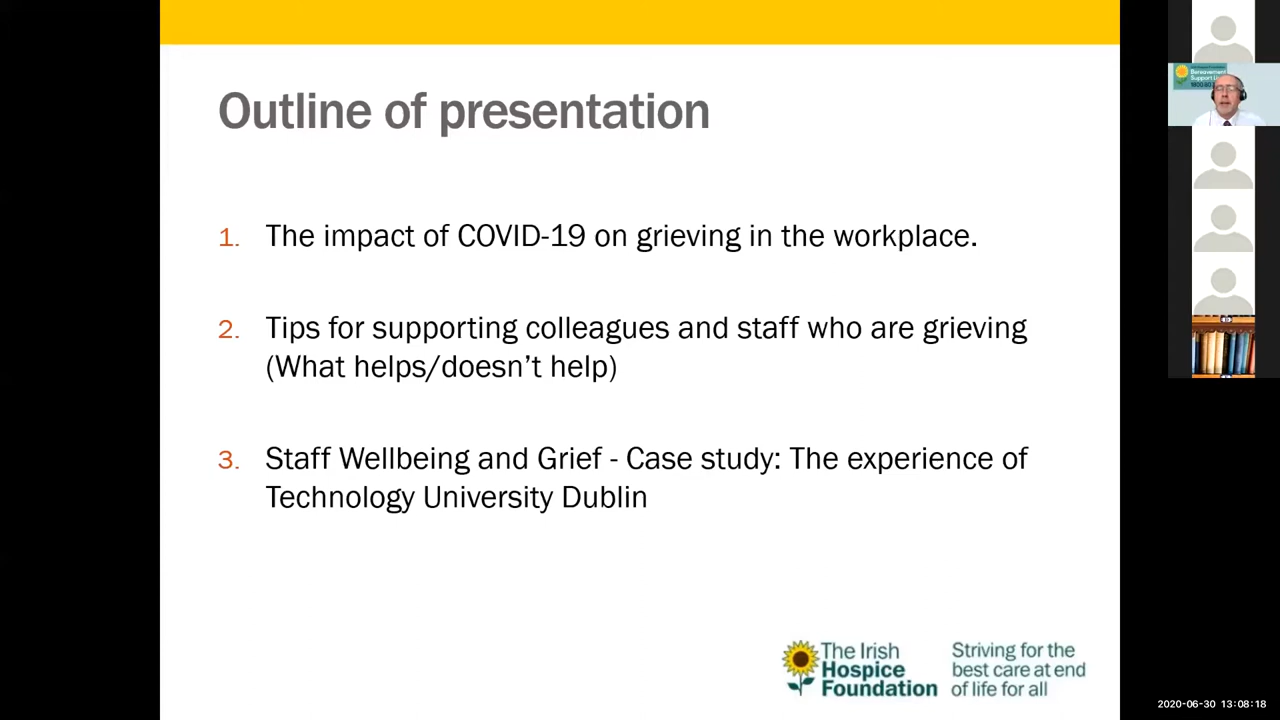 Outline of presentation
1. The impact of COVID-19 on grieving in the workplace.
2. Tips for supporting colleagues and staff who are grieving
(What helps/doesn't help)
3. Staff Wellbeing and Grief - Case study: The experience of
Technology University Dublin
The Irish
Hospice
Foundation
Striving for the
best care at end
of life for all
Bereavement
Support
2020-06-30 13:08:18